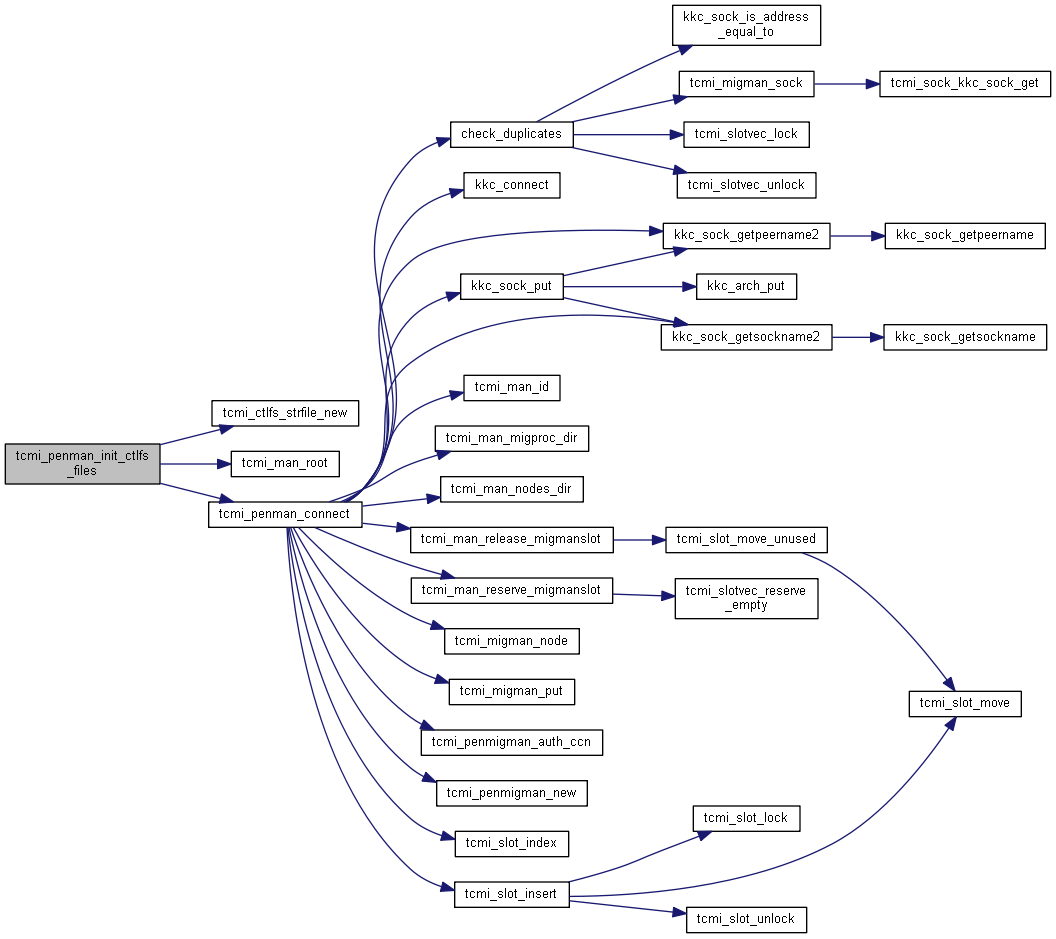 kkc_sock_is_address
_equal_to
tcmi_migman_sock
tcmi_sock_kkc_sock_get
check_duplicates
tcmi_slotvec_lock
kkc_connect
tcmi_slotvec_unlock
kkc_sock_getpeername2
kkc_sock_getpeername
kkc_sock_put
kkc_arch_put
kkc_sock_getsockname2
kkc_sock_getsockname
tcmi_man_id
tcmi_ctlfs_strfile_new
tcmi_man_migproc_dir
tcmi_penman_init_ctlfs
_files
tcmi_man_root
tcmi_man_nodes_dir
tcmi_penman_connect
tcmi_man_release_migmanslot
tcmi_slot_move_unused
tcmi_man_reserve_migmanslot
tcmi_slotvec_reserve
_empty
tcmi_migman_node
tcmi_migman_put
tcmi_slot_move
tcmi_penmigman_auth_ccn
tcmi_penmigman_new
tcmi_slot_lock
tcmi_slot_index
tcmi_slot_insert
tcmi_slot_unlock